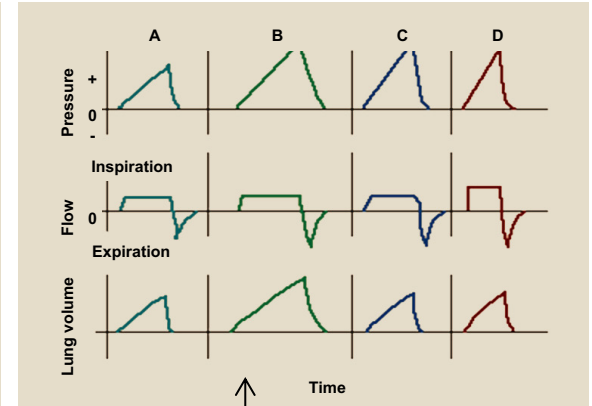 A B C D
Pressure
+
0
-
Inspiration
Flow
0
Expiration
Lung volume
Time